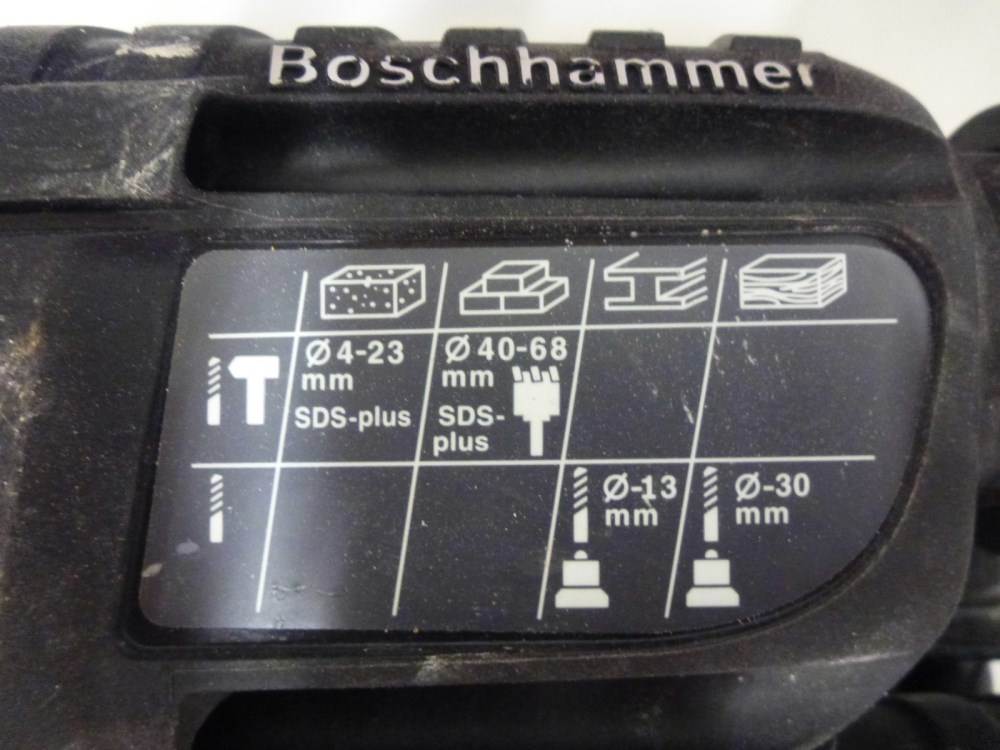 Boschhammer
Ø 4-23
mm
SDS-plus
Ø 40-68
mm
SDS-
plus
Ø-13
mm
Ø-30
mm